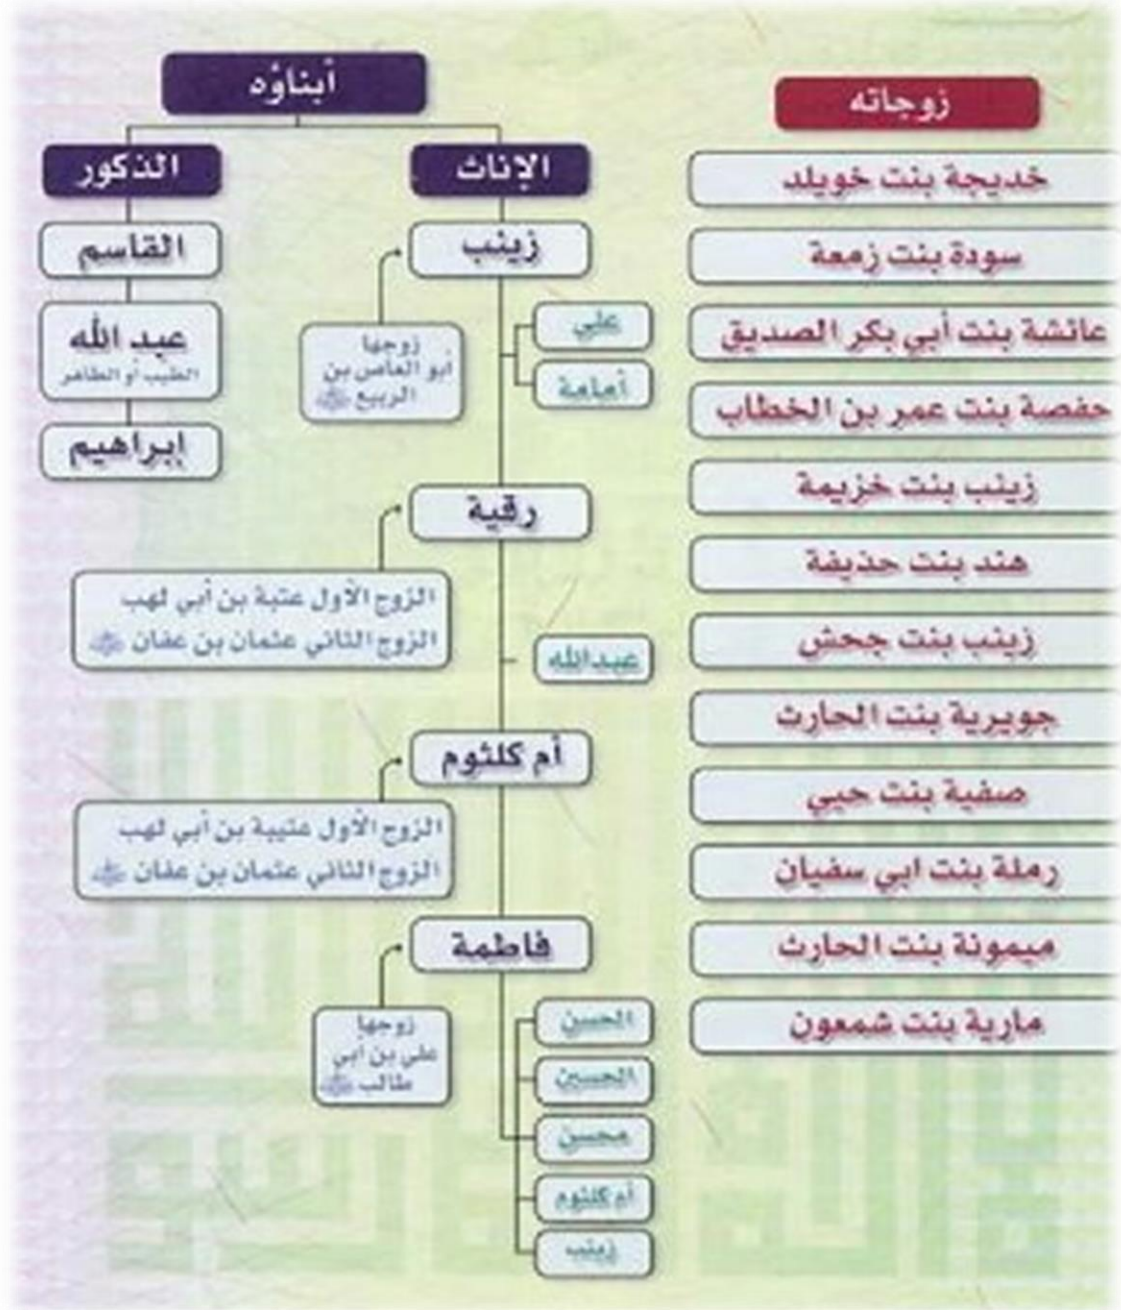 زوجاته
خديجة بنت خويلد
سودة بنت زمعة
عائشة بنت أبي بكر الصديق
حفصة بنت عمر بن الخطاب
زينب بنت خزيمة
هند بنت حذيفة
زينب بنت جحش
جويرية بنت الحارث
صفية بنت حيي
رملة بنت ابي سفيان
ميمونة بنت الحارث
مارية بنت شمعون
أبناؤه
الإناث
زينب
زوجها
أبو العاص بن
الربيع
علي
أمامة
رقية
الزوج الأول عتبة بن أبي لهب
الزوج الثاني عثمان بن عفان
عبدالله
أم كلثوم
الزوج الأول عتيبة بن أبي لهب
الزوج الثاني عثمان بن عفان
فاطمة
زوجها
علي بن أبي
طالب
الحسن
الحسين
محسن
أم كلثوم
زينب
الذكور
القاسم
عبد الله
الطيب أو الطاهر
إبراهيم